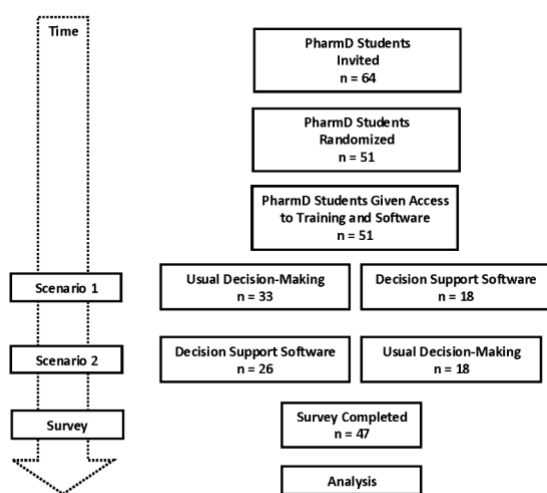 Time
PharmD Students
Invited
n = 64
PharmD Students
Randomized
n = 51
PharmD Students Given Access
to Training and Software
n = 51
Scenario 1
Usual Decision-Making
n = 33
Decision Support Software
n = 18
Scenario 2
Decision Support Software
n = 26
Usual Decision-Making
n = 18
Survey
Survey Completed
n = 47
Analysis